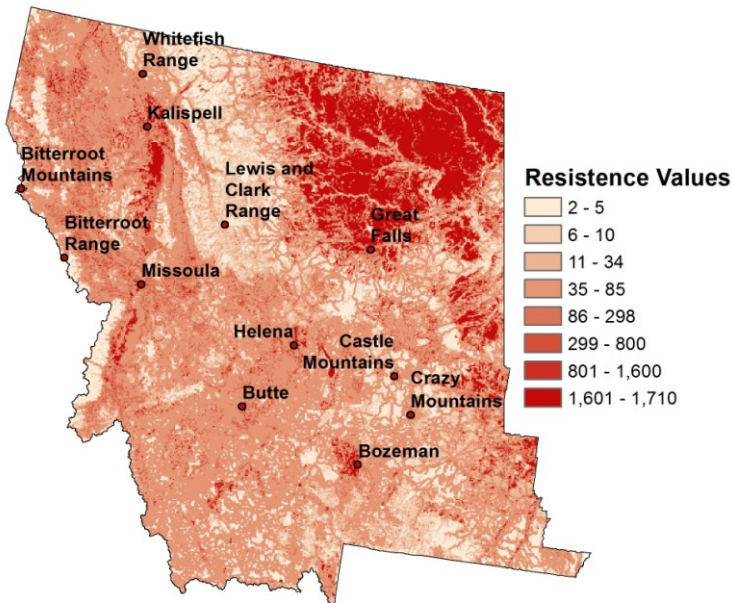 Whitefish
Range
Kalispell
Bitterroot
Mountains
Lewis and
Clark
Range
Bitterroot
Range
Great
Falls
Missoula
Helena
Castle
Mountains
Crazy
Mountains
Butte
Bozeman
Resistence Values
2 - 5
6 - 10
11 - 34
35 - 85
86 - 298
299 - 800
801 - 1,600
1,601 - 1,710